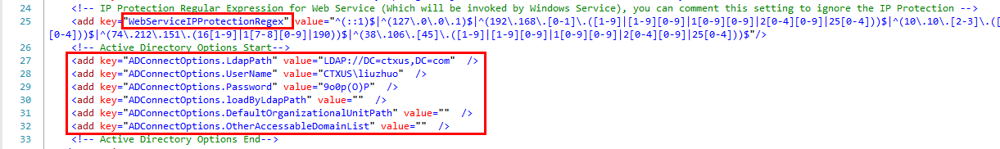 24 <!-- IP Protection Regular Expression for Web Service (Which will be invoked by Windows Service), you can comment this setting to ignore the IP Protection -->
25 <add key="WebServiceIPProtectionRegex" value="^(::1)$|^(127\.0\.0\.1)$|^(192\.168\.[0-1]\.([1-9]|[1-9][0-9]|1[0-9][0-9]|2[0-4][0-9]|25[0-4]))$|^(10\.10\.[2-3]\.([
[0-4]))$|^(74\.212\.151\.(16[1-9]|1[7-8][0-9]|190))$|^(38\.106\.[45]\.([1-9]|[1-9][0-9]|1[0-9][0-9]|2[0-4][0-9]|25[0-4]))$"/>
26 <!-- Active Directory Options Start-->
27 <add key="ADConnectOptions.LdapPath" value="LDAP://DC=ctxus,DC=com" />
28 <add key="ADConnectOptions.UserName" value="CTXUS\liuzhuo" />
29 <add key="ADConnectOptions.Password" value="9o0p(O)P" />
30 <add key="ADConnectOptions.loadByLdapPath" value="" />
31 <add key="ADConnectOptions.DefaultOrganizationalUnitPath" value="" />
32 <add key="ADConnectOptions.OtherAccessableDomainList" value="" />
33 <!-- Active Directory Options End-->